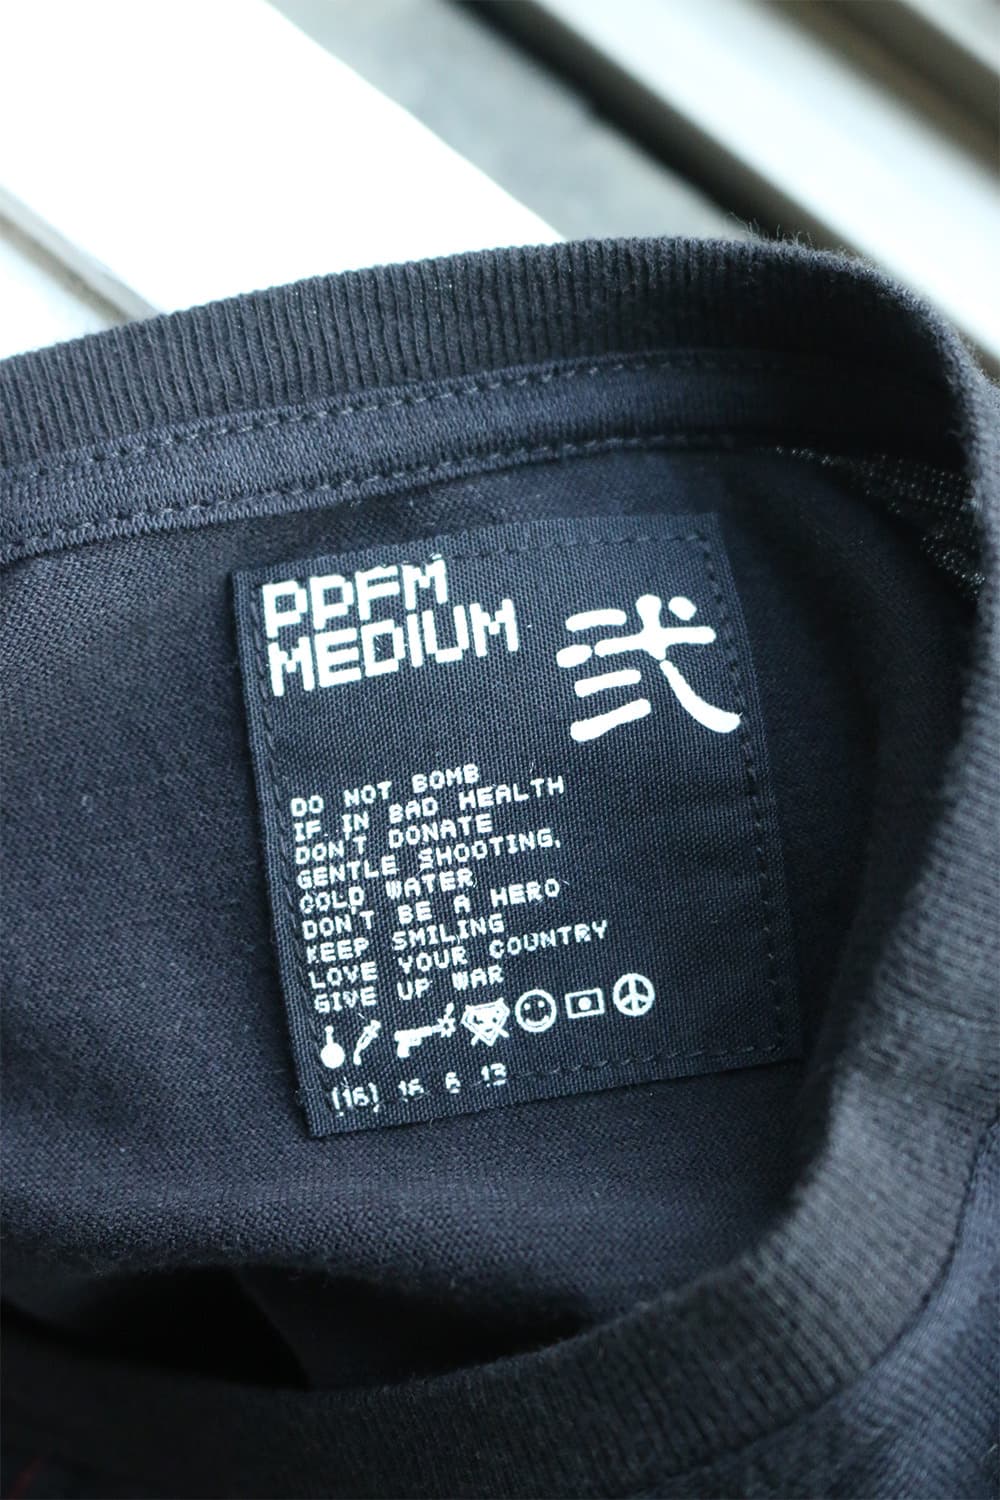 PPFM
MEDIUM
弐
DO NOT BOMB
IF IN BAD HEALTH
DON'T DONATE
GENTLE SHOOTING,
COLD WATER
DON'T BE A HERO
KEEP SMILING
LOVE YOUR COUNTRY
GIVE UP WAR
(16) 16 6 13